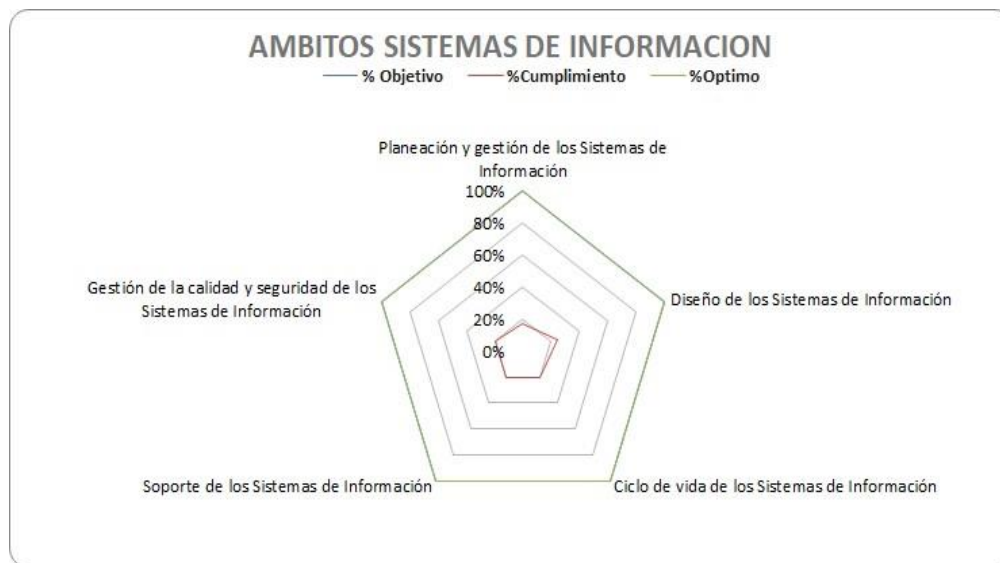 AMBITOS SISTEMAS DE INFORMACION
% Objetivo %Cumplimiento %Optimo
Planeación y gestión de los Sistemas de
Información
100%
80%
60%
40%
20%
0%
Gestión de la calidad y seguridad de los
Sistemas de Información
Diseño de los Sistemas de Información
Soporte de los Sistemas de Información
Ciclo de vida de los Sistemas de Información